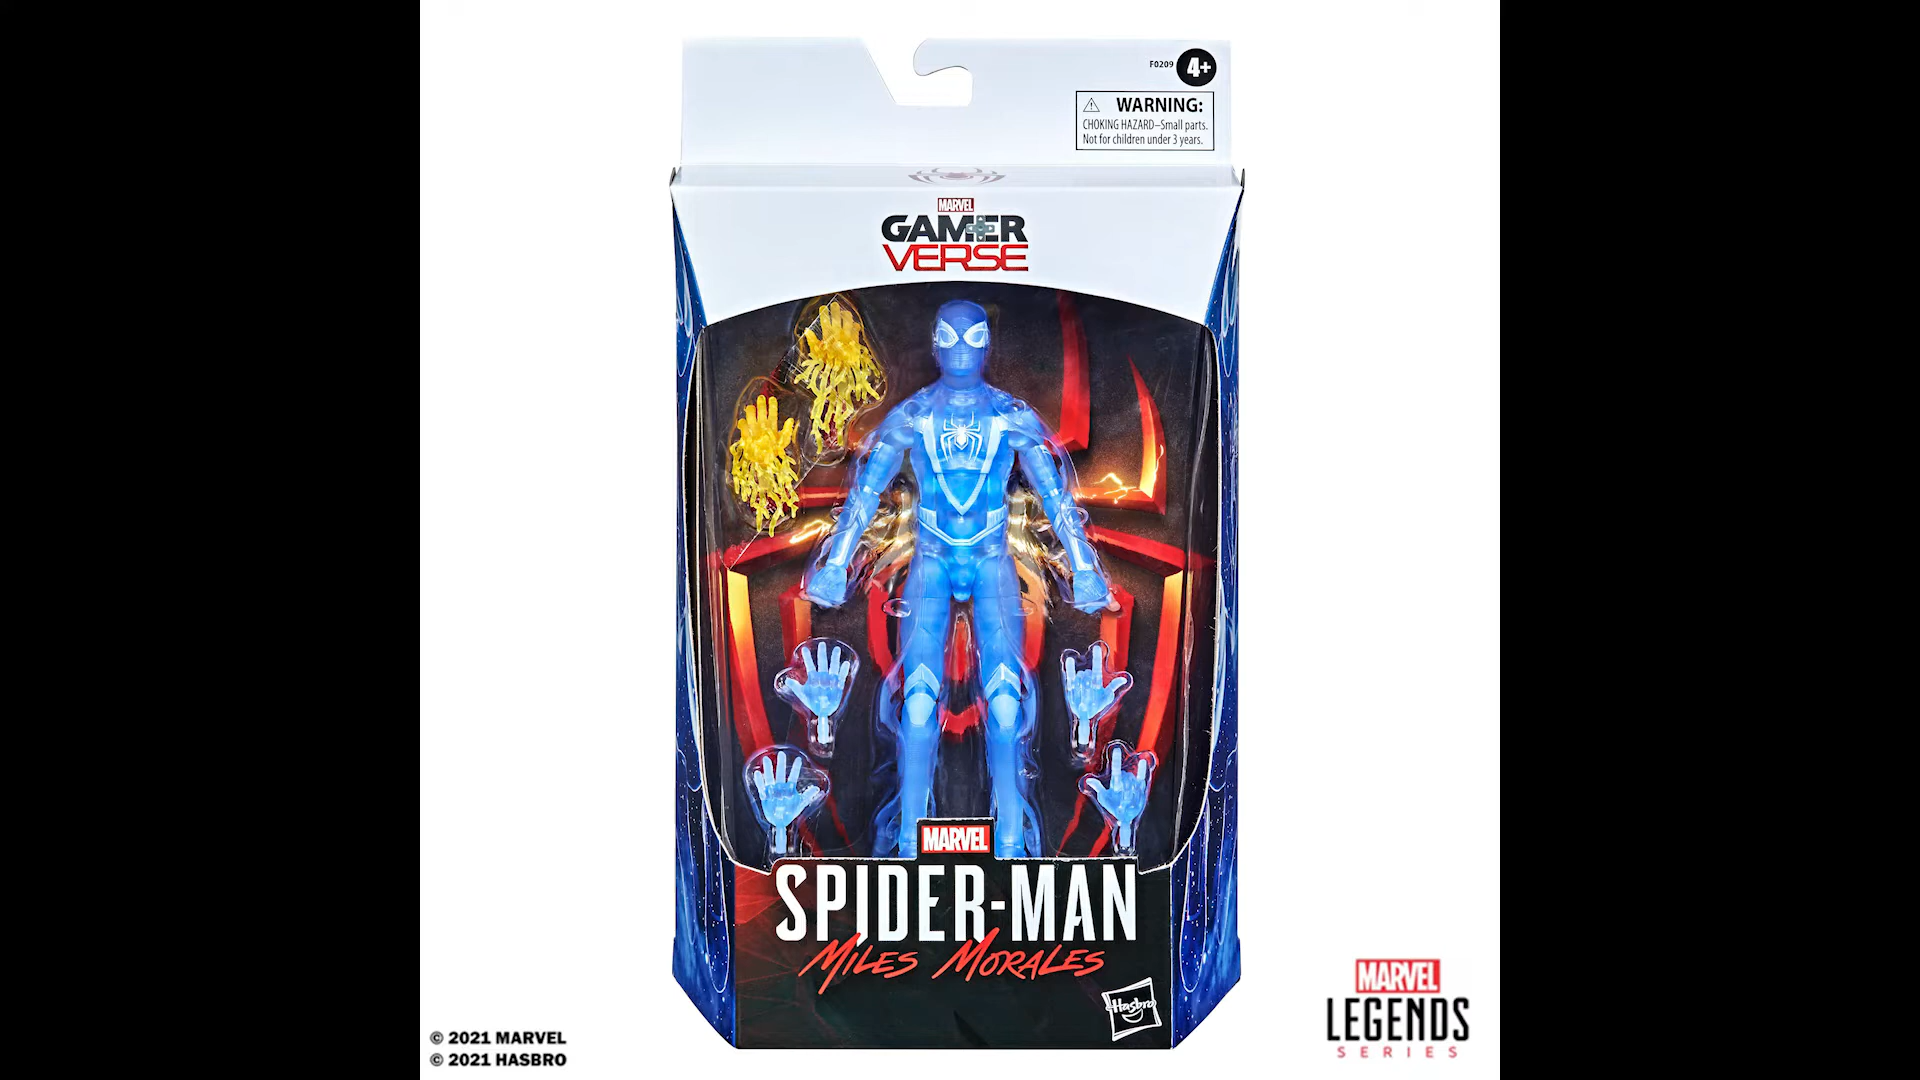 F0209 4+
WARNING:
CHOKING HAZARD–Small parts.
Not for children under 3 years.
MARVEL
GAMER
VERSE
MARVEL
SPIDER-MAN
MILES MORALES
Hasbro
© 2021 MARVEL
© 2021 HASBRO
MARVEL
LEGENDS
SERIES